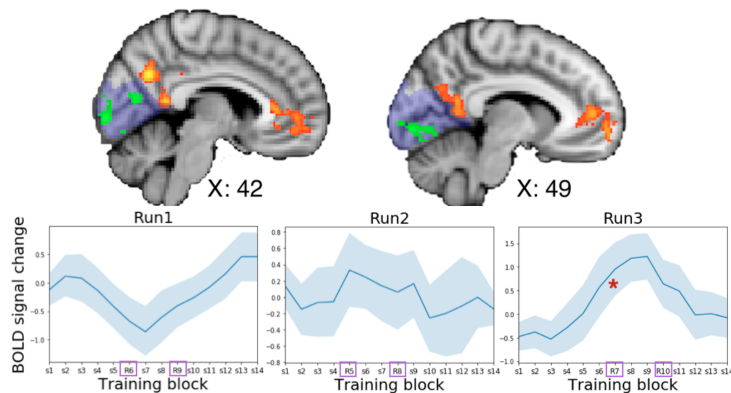 X: 42
X: 49
Run1
Run2
Run3
BOLD signal change
0.5
0.0
-0.5
-1.0
0.8
0.6
0.4
0.2
0.0
-0.2
-0.4
-0.6
-0.8
1.5
1.0
0.5
0.0
-0.5
-1.0
*
s1 s2 s3 s4 s5 R6 s7 s8 R9 s10 s11 s12 s13 s14
s1 s2 s3 s4 R5 s6 s7 R8 s9 s10 s11 s12 s13 s14
s1 s2 s3 s4 s5 s6 R7 s8 s9 R10 s11 s12 s13 s14
Training block
Training block
Training block